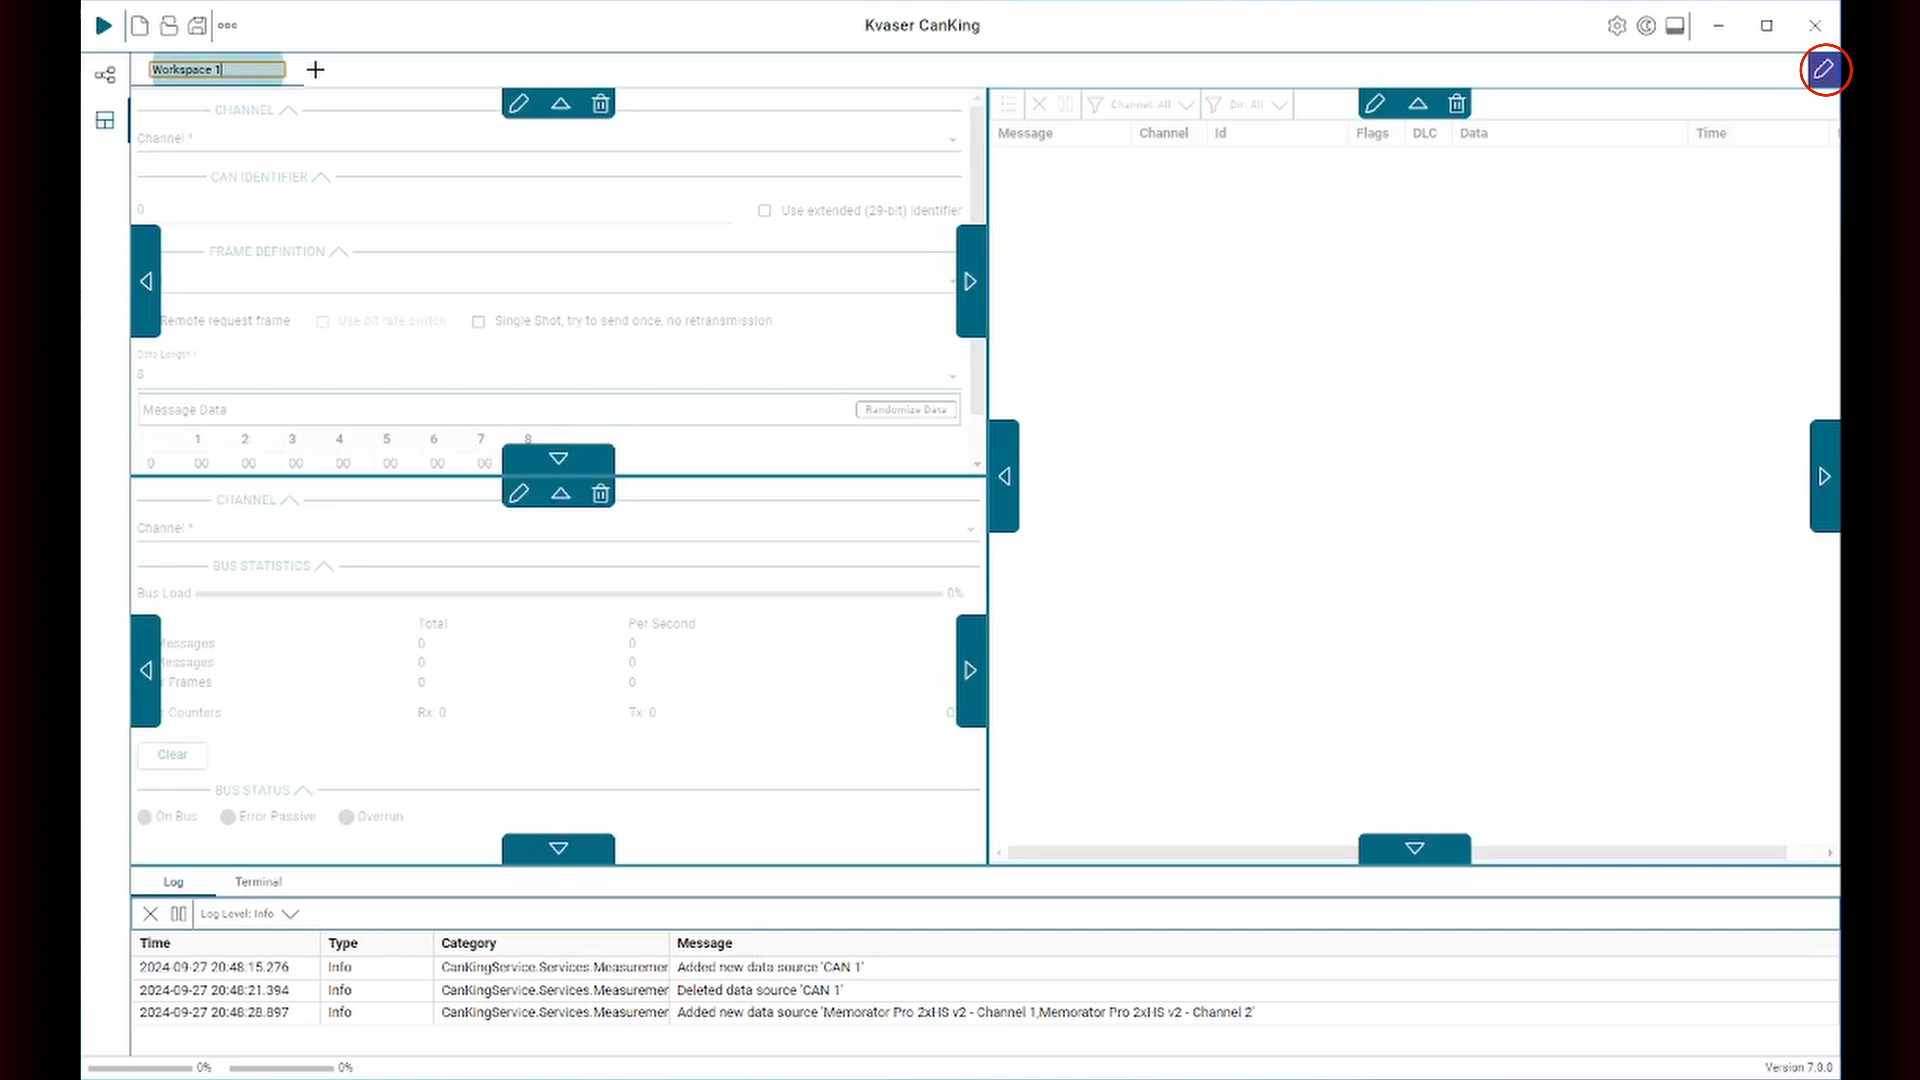 Kvaser CanKing
Workspace 1
CHANNEL
Channel *
CAN IDENTIFIER
0
Use extended (29-bit) identifier
FRAME DEFINITION
Remote request frame
Use bit rate switch
Single Shot, try to send once, no retransmission
Data Length *
8
Message Data
Randomize Data
1 2 3 4 5 6 7 8
0 00 00 00 00 00 00 00
CHANNEL
Channel *
BUS STATISTICS
Bus Load 0%
Total Per Second
Messages 0 0
Messages 0 0
Frames 0 0
Counters Rx: 0 Tx: 0
Clear
BUS STATUS
On Bus Error Passive Overrun
Channel: All Dir: All
Message Channel Id Flags DLC Data Time
Log Terminal
Log Level: Info
Time Type Category Message
2024-09-27 20:48:15.276 Info CanKingService.Services.Measuremer Added new data source 'CAN 1'
2024-09-27 20:48:21.394 Info CanKingService.Services.Measuremer Deleted data source 'CAN 1'
2024-09-27 20:48:28.897 Info CanKingService.Services.Measuremer Added new data source 'Memorator Pro 2xHS v2 - Channel 1,Memorator Pro 2xHS v2 - Channel 2'
0% 0% Version 7.0.0